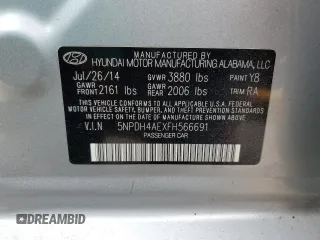 MANUFACTURED BY
HYUNDAI MOTOR MANUFACTURING ALABAMA, LLC
Jul/26/14 GVWR 3880 lbs PAINT Y8
GAWR FRONT 2161 lbs GAWR REAR 2006 lbs TRIM RA
THIS VEHICLE CONFORMS TO ALL APPLICABLE FEDERAL MOTOR VEHICLE SAFETY, BUMPER, AND THEFT PREVENTION STANDARDS IN EFFECT ON THE DATE OF MANUFACTURE SHOWN ABOVE.
V.I.N 5NPDH4AEXFH566691
PASSENGER CAR
© AUTOBIDCAR